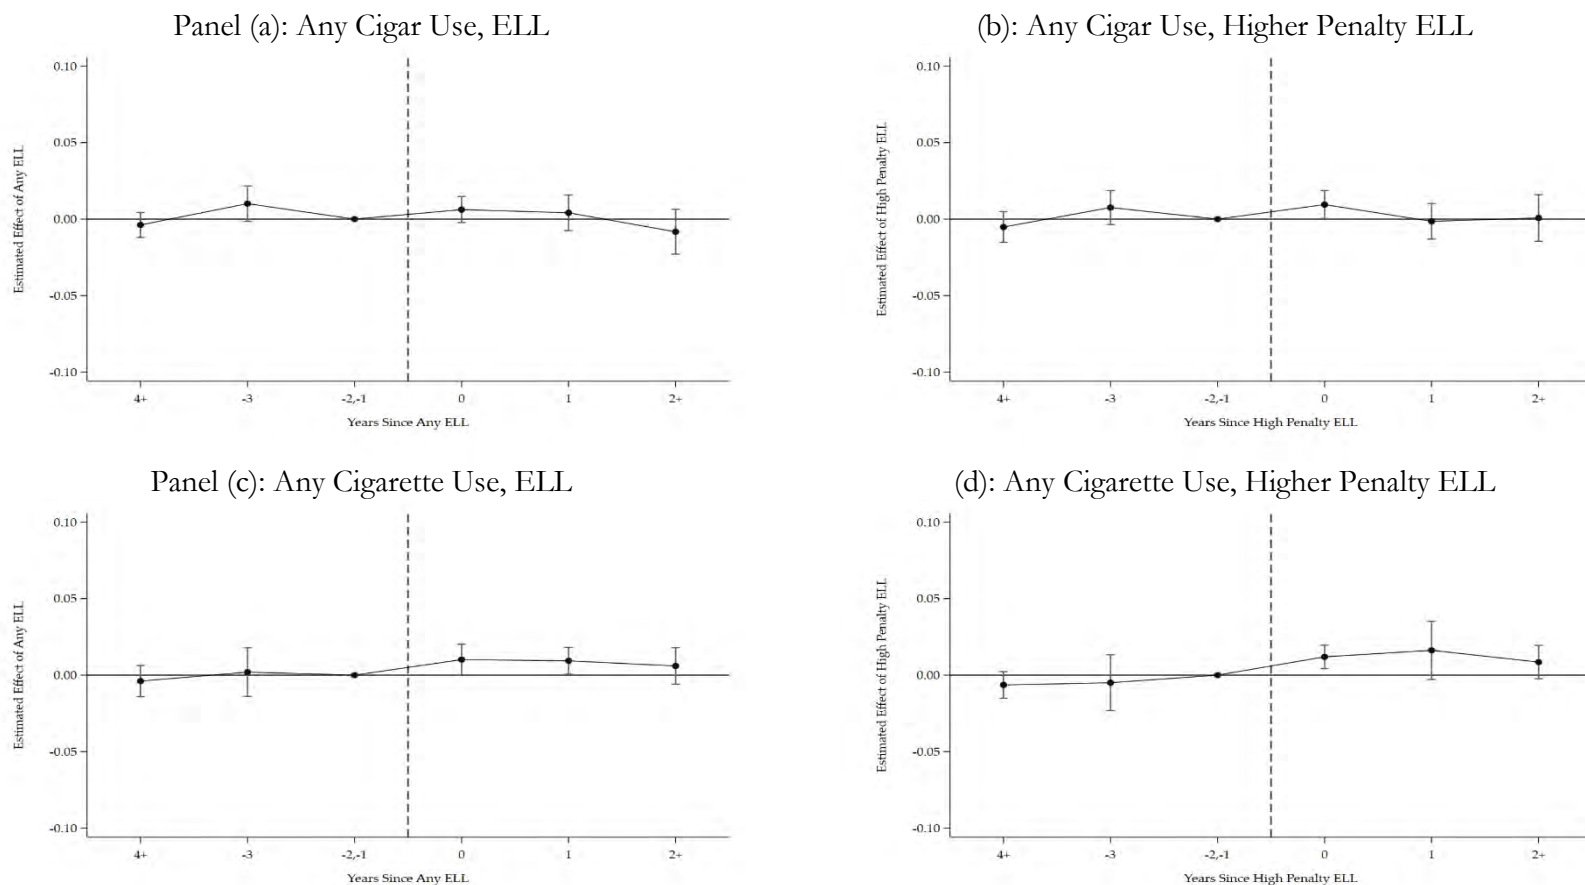 Panel (a): Any Cigar Use, ELL
0.10
0.05
0.00
-0.05
-0.10
Estimated Effect of Any ELL
4+ -3 -2,-1 0 1 2+
Years Since Any ELL
(b): Any Cigar Use, Higher Penalty ELL
0.10
0.05
0.00
-0.05
-0.10
Estimated Effect of High Penalty ELL
4+ -3 -2,-1 0 1 2+
Years Since High Penalty ELL
Panel (c): Any Cigarette Use, ELL
0.10
0.05
0.00
-0.05
-0.10
Estimated Effect of Any ELL
4+ -3 -2,-1 0 1 2+
Years Since Any ELL
(d): Any Cigarette Use, Higher Penalty ELL
0.10
0.05
0.00
-0.05
-0.10
Estimated Effect of High Penalty ELL
4+ -3 -2,-1 0 1 2+
Years Since High Penalty ELL